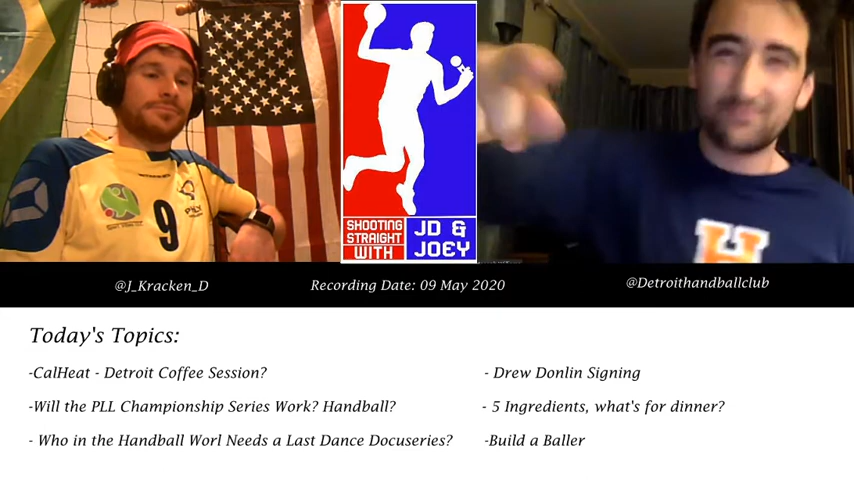 9
SHOOTING
STRAIGHT
WITH
JD &
JOEY
H
@J_Kracken_D
Recording Date: 09 May 2020
@Detroithandballclub
Today's Topics:
-CalHeat - Detroit Coffee Session?
- Drew Donlin Signing
-Will the PLL Championship Series Work? Handball?
- 5 Ingredients, what's for dinner?
- Who in the Handball Worl Needs a Last Dance Docuseries?
-Build a Baller